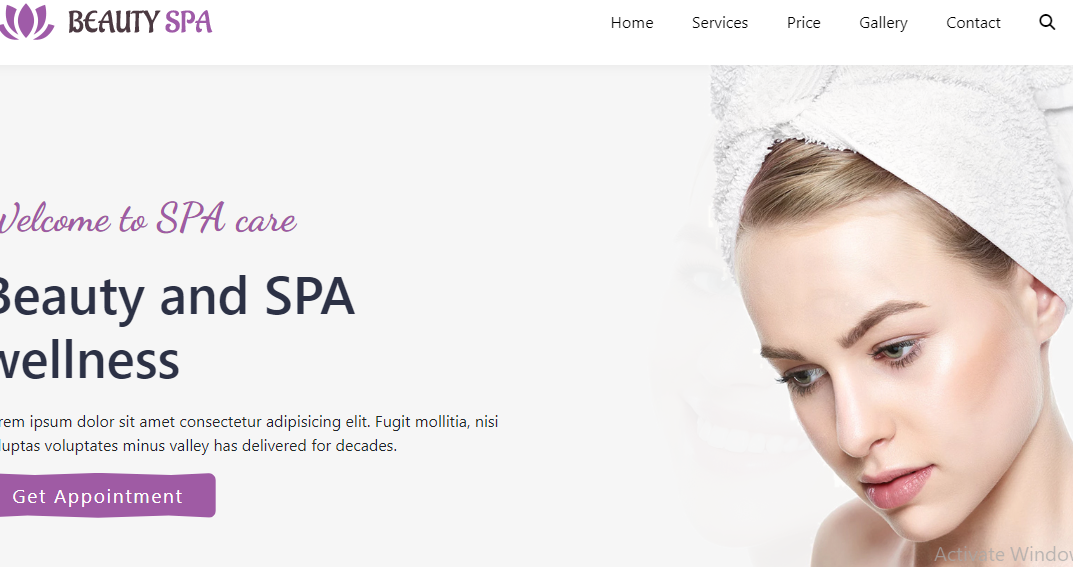 BEAUTY SPA
Home Services Price Gallery Contact
Welcome to SPA care
Beauty and SPA
wellness
rem ipsum dolor sit amet consectetur adipisicing elit. Fugit mollitia, nisi
luptas voluptates minus valley has delivered for decades.
Get Appointment
Activate Window